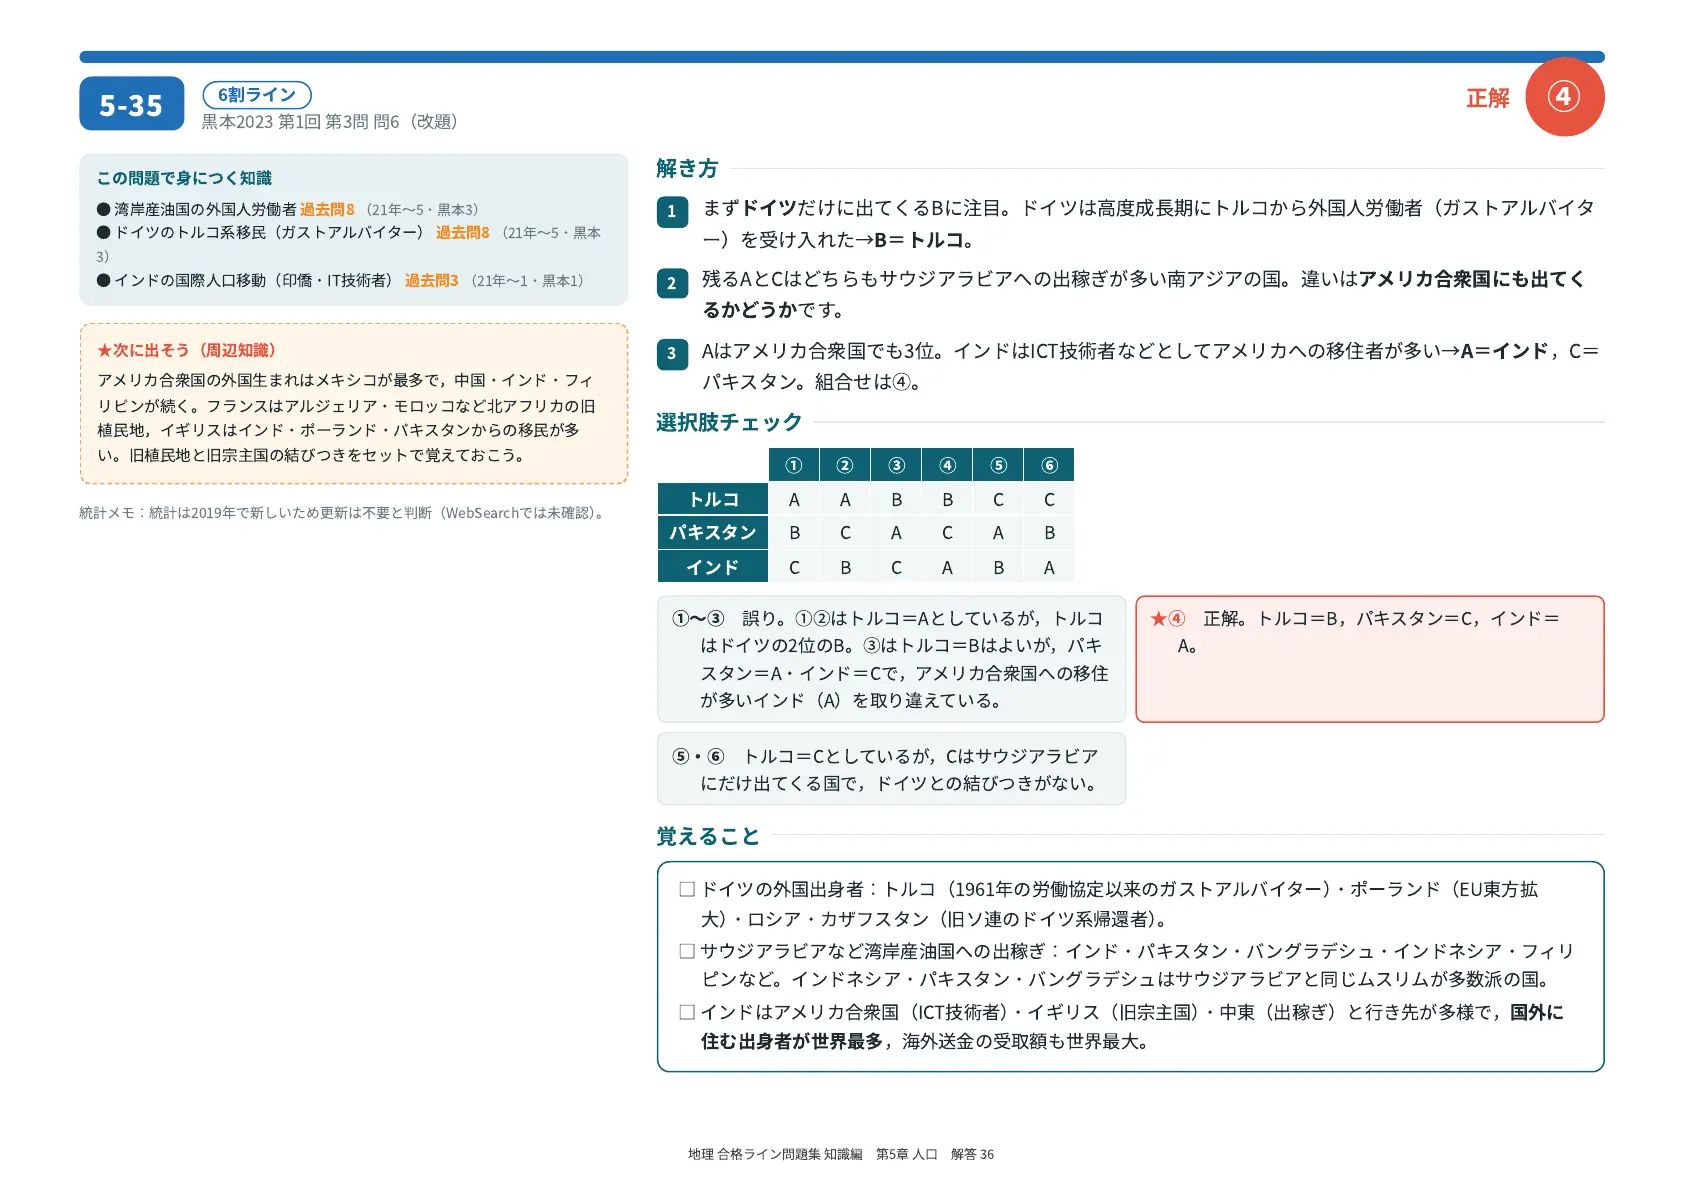 5-35
6割ライン
黒本2023 第1回 第3問 問6（改題）
正解 ④
この問題で身につく知識
●湾岸産油国の外国人労働者 過去問8 （21年〜5・黒本3）
●ドイツのトルコ系移民（ガストアルバイター） 過去問8 （21年〜5・黒本
3）
●インドの国際人口移動（印僑・IT技術者） 過去問3 （21年〜1・黒本1）
★次に出そう（周辺知識）
アメリカ合衆国の外国生まれはメキシコが最多で，中国・インド・フィ
リピンが続く。フランスはアルジェリア・モロッコなど北アフリカの旧
植民地，イギリスはインド・ポーランド・パキスタンからの移民が多
い。旧植民地と旧宗主国の結びつきをセットで覚えておこう。
統計メモ：統計は2019年で新しいため更新は不要と判断（WebSearchでは未確認）。
解き方
1 まずドイツだけに出てくるBに注目。ドイツは高度成長期にトルコから外国人労働者（ガストアルバイタ
ー）を受け入れた→B＝トルコ。
2 残るAとCはどちらもサウジアラビアへの出稼ぎが多い南アジアの国。違いはアメリカ合衆国にも出てく
るかどうかです。
3 Aはアメリカ合衆国でも3位。インドはICT技術者などとしてアメリカへの移住者が多い→A＝インド，C＝
パキスタン。組合せは④。
選択肢チェック
① ② ③ ④ ⑤ ⑥
トルコ A A B B C C
パキスタン B C A C A B
インド C B C A B A
①〜③ 誤り。①②はトルコ＝Aとしているが，トルコ
はドイツの2位のB。③はトルコ＝Bはよいが，パキ
スタン＝A・インド＝Cで，アメリカ合衆国への移住
が多いインド（A）を取り違えている。
★④ 正解。トルコ＝B，パキスタン＝C，インド＝
A。
⑤・⑥ トルコ＝Cとしているが，Cはサウジアラビア
にだけ出てくる国で，ドイツとの結びつきがない。
覚えること
□ ドイツの外国出身者：トルコ（1961年の労働協定以来のガストアルバイター）・ポーランド（EU東方拡
大）・ロシア・カザフスタン（旧ソ連のドイツ系帰還者）。
□ サウジアラビアなど湾岸産油国への出稼ぎ：インド・パキスタン・バングラデシュ・インドネシア・フィリ
ピンなど。インドネシア・パキスタン・バングラデシュはサウジアラビアと同じムスリムが多数派の国。
□ インドはアメリカ合衆国（ICT技術者）・イギリス（旧宗主国）・中東（出稼ぎ）と行き先が多様で，国外に
住む出身者が世界最多，海外送金の受取額も世界最大。
地理 合格ライン問題集 知識編 第5章 人口 解答 36